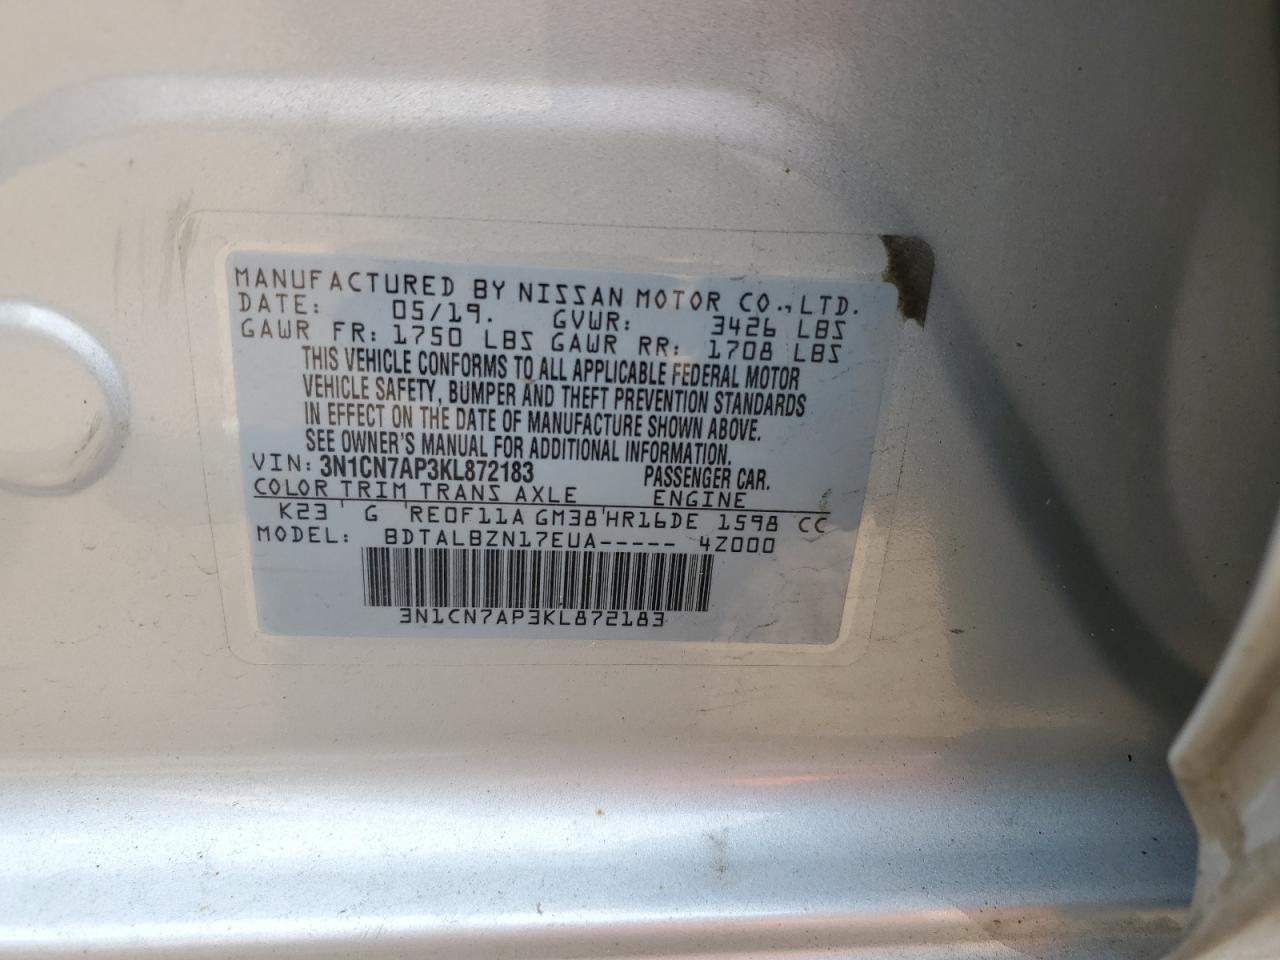 MANUFACTURED BY NISSAN MOTOR CO.,LTD.
DATE: 05/19. GVWR: 3426 LBS
GAWR FR: 1750 LBS GAWR RR: 1708 LBS
THIS VEHICLE CONFORMS TO ALL APPLICABLE FEDERAL MOTOR
VEHICLE SAFETY, BUMPER AND THEFT PREVENTION STANDARDS
IN EFFECT ON THE DATE OF MANUFACTURE SHOWN ABOVE.
SEE OWNER'S MANUAL FOR ADDITIONAL INFORMATION.
VIN: 3N1CN7AP3KL872183 PASSENGER CAR.
COLOR TRIM TRANS AXLE ENGINE
K23 ' G 'RE0F11A GM38'HR16DE 1598 CC
MODEL: BDTALBZN17EUA----- 4Z000
3N1CN7AP3KL872183